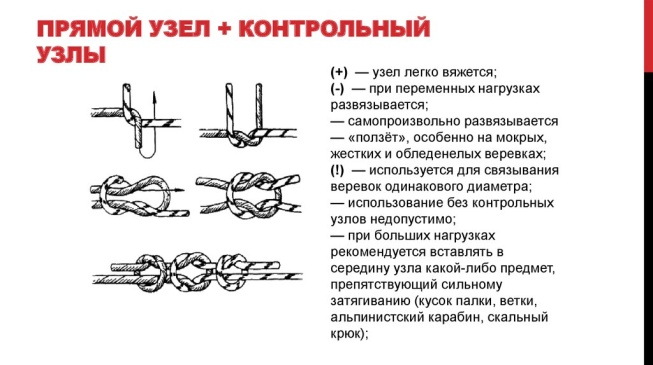 ПРЯМОЙ УЗЕЛ + КОНТРОЛЬНЫЙ
УЗЛЫ
(+) — узел легко вяжется;
(-) — при переменных нагрузках
развязывается;
— самопроизвольно развязывается
— «ползёт», особенно на мокрых,
жестких и обледенелых веревках;
(!) — используется для связывания
веревок одинакового диаметра;
— использование без контрольных
узлов недопустимо;
— при больших нагрузках
рекомендуется вставлять в
середину узла какой-либо предмет,
препятствующий сильному
затягиванию (кусок палки, ветки,
альпинистский карабин, скальный
крюк);